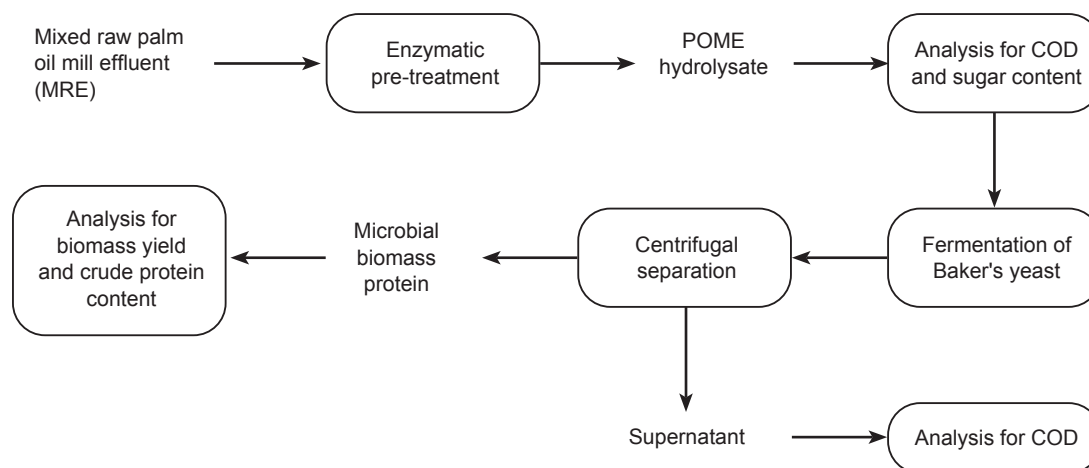 Mixed raw palm
oil mill effluent
(MRE)
Enzymatic
pre-treatment
POME
hydrolysate
Analysis for COD
and sugar content
Fermentation of
Baker's yeast
Centrifugal
separation
Microbial
biomass
protein
Analysis for
biomass yield
and crude protein
content
Supernatant
Analysis for COD